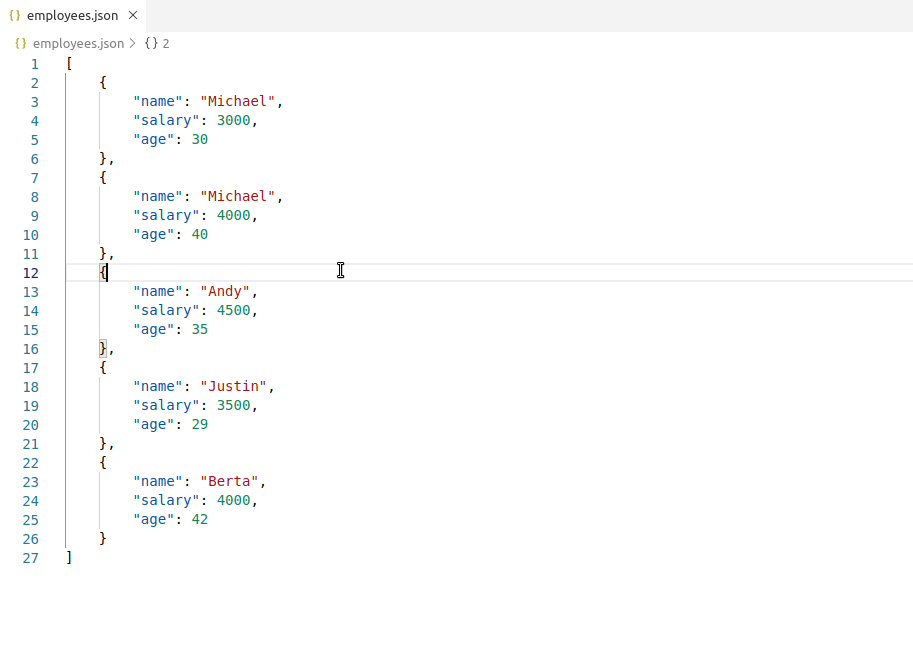 {} employees.json ×
{} employees.json > {} 2
1 [
2     {
3         "name": "Michael",
4         "salary": 3000,
5         "age": 30
6     },
7     {
8         "name": "Michael",
9         "salary": 4000,
10         "age": 40
11     },
12     {
13         "name": "Andy",
14         "salary": 4500,
15         "age": 35
16     },
17     {
18         "name": "Justin",
19         "salary": 3500,
20         "age": 29
21     },
22     {
23         "name": "Berta",
24         "salary": 4000,
25         "age": 42
26     }
27 ]